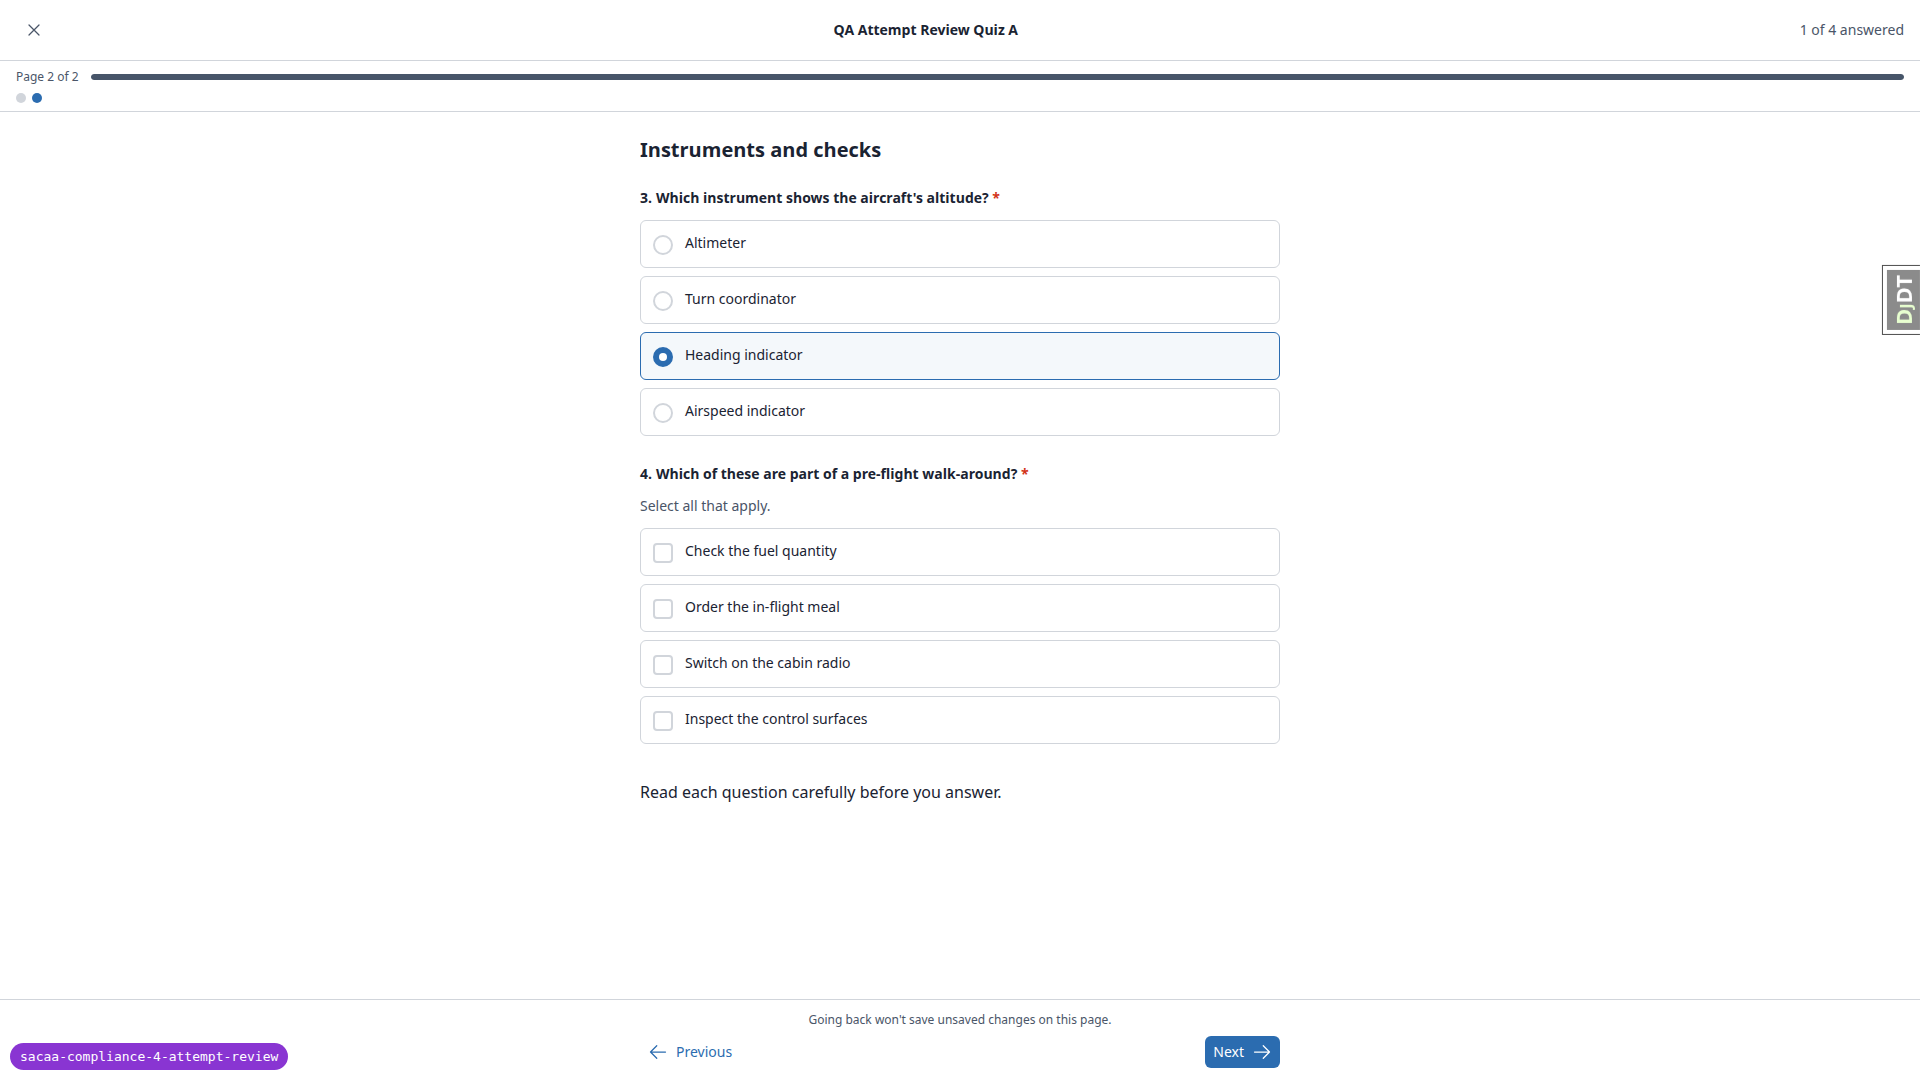 QA Attempt Review Quiz A
1 of 4 answered
Page 2 of 2
Instruments and checks
3. Which instrument shows the aircraft's altitude? *
Altimeter
Turn coordinator
Heading indicator
Airspeed indicator
4. Which of these are part of a pre-flight walk-around? *
Select all that apply.
Check the fuel quantity
Order the in-flight meal
Switch on the cabin radio
Inspect the control surfaces
Read each question carefully before you answer.
DJDT
Going back won't save unsaved changes on this page.
Previous
Next
sacaa-compliance-4-attempt-review